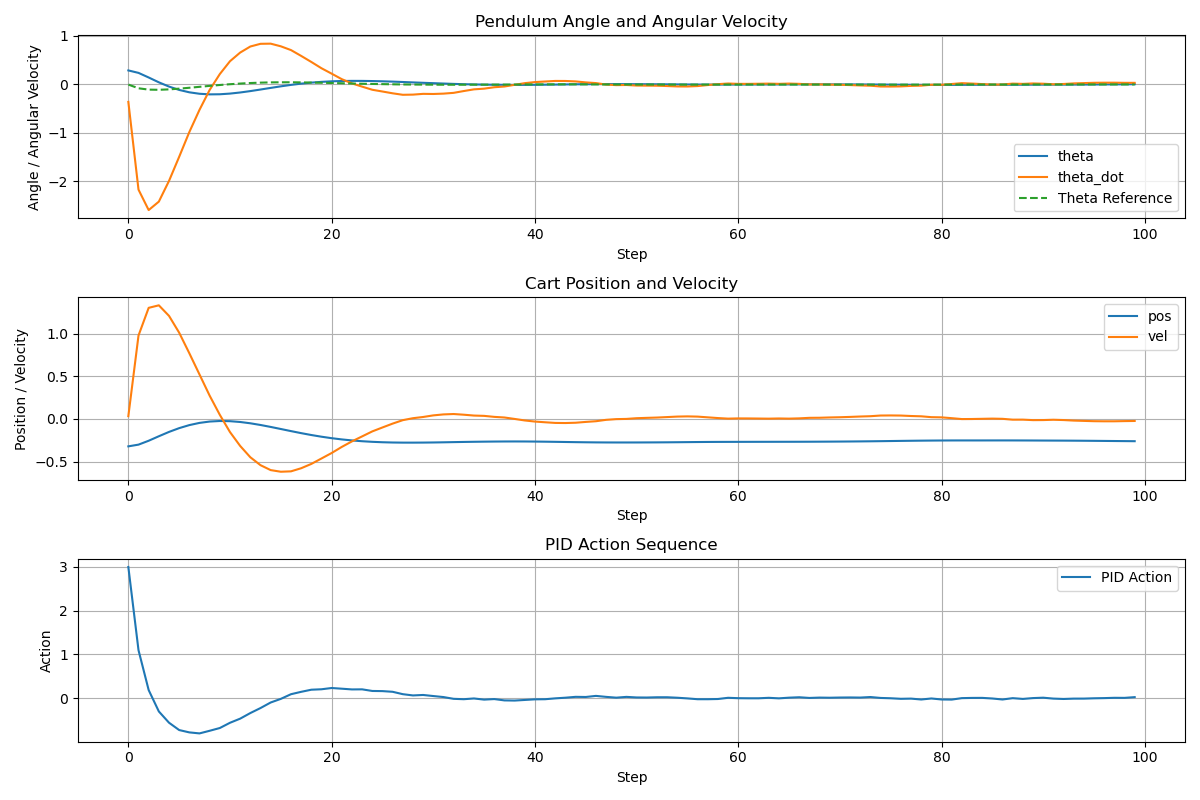 Pendulum Angle and Angular Velocity
Angle / Angular Velocity
1
0
−1
−2
theta
theta_dot
Theta Reference
0 20 40 60 80 100
Step
Cart Position and Velocity
Position / Velocity
1.0
0.5
0.0
−0.5
pos
vel
0 20 40 60 80 100
Step
PID Action Sequence
Action
3
2
1
0
PID Action
0 20 40 60 80 100
Step